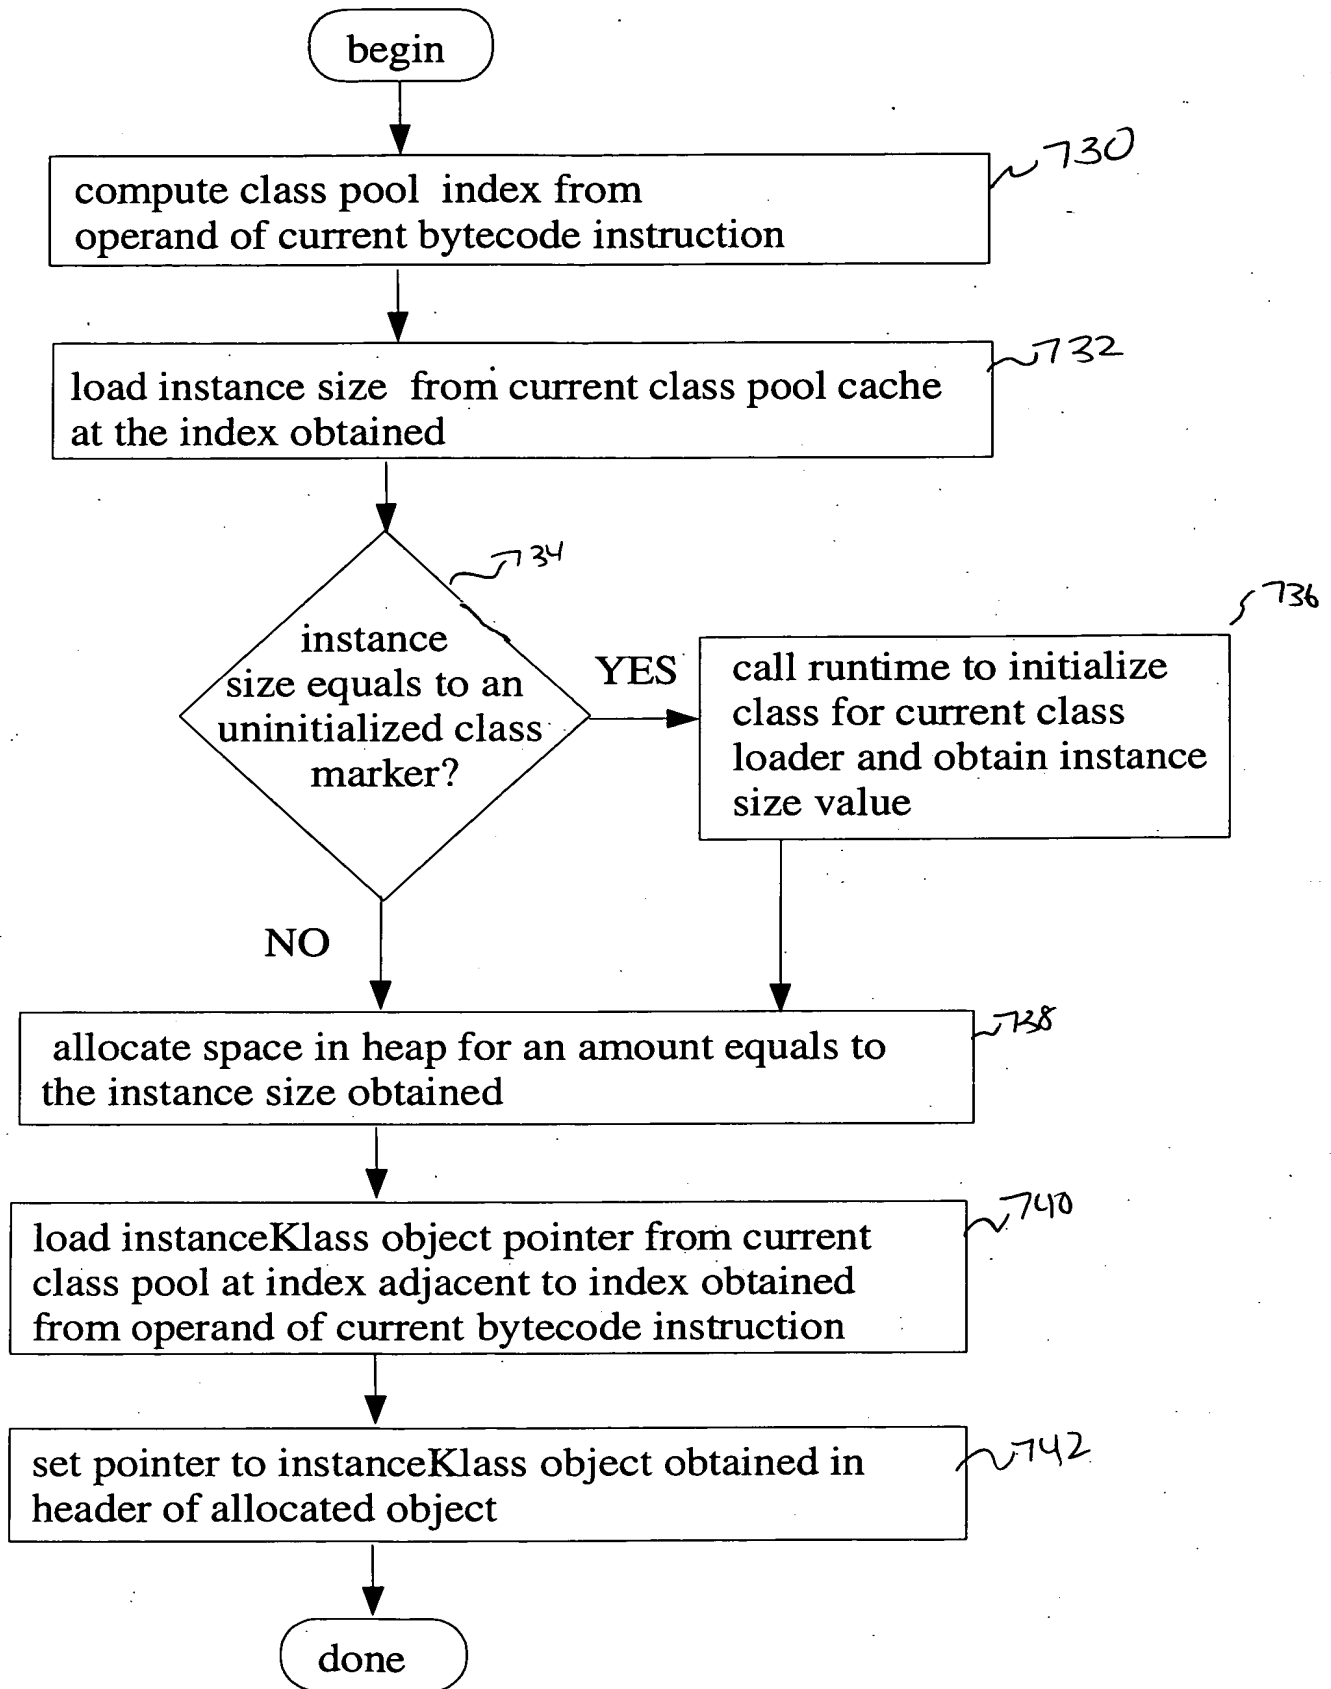 begin
730
compute class pool index from
operand of current bytecode instruction
732
load instance size from current class pool cache
at the index obtained
734
instance
size equals to an
uninitialized class
marker?
YES
736
call runtime to initialize
class for current class
loader and obtain instance
size value
NO
738
allocate space in heap for an amount equals to
the instance size obtained
740
load instanceKlass object pointer from current
class pool at index adjacent to index obtained
from operand of current bytecode instruction
742
set pointer to instanceKlass object obtained in
header of allocated object
done